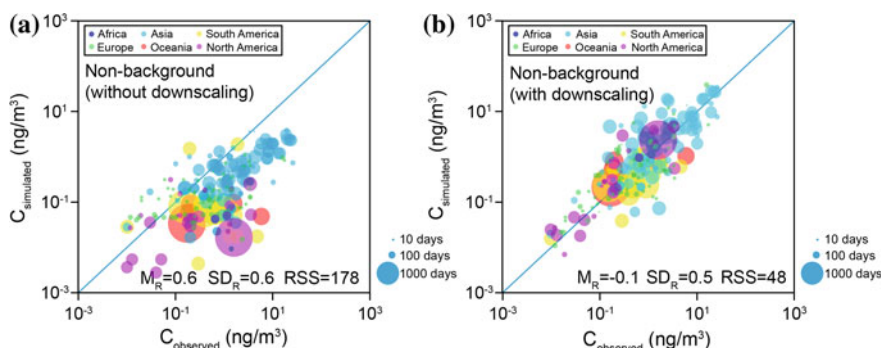 (a)
10³
10¹
10⁻¹
10⁻³
C_simulated (ng/m³)
Africa Asia South America
Europe Oceania North America
Non-background
(without downscaling)
10 days
100 days
1000 days
M_R=0.6 SD_R=0.6 RSS=178
10⁻³ 10⁻¹ 10¹ 10³
C_observed (ng/m³)
(b)
10³
10¹
10⁻¹
10⁻³
C_simulated (ng/m³)
Africa Asia South America
Europe Oceania North America
Non-background
(with downscaling)
10 days
100 days
1000 days
M_R=-0.1 SD_R=0.5 RSS=48
10⁻³ 10⁻¹ 10¹ 10³
C_observed (ng/m³)